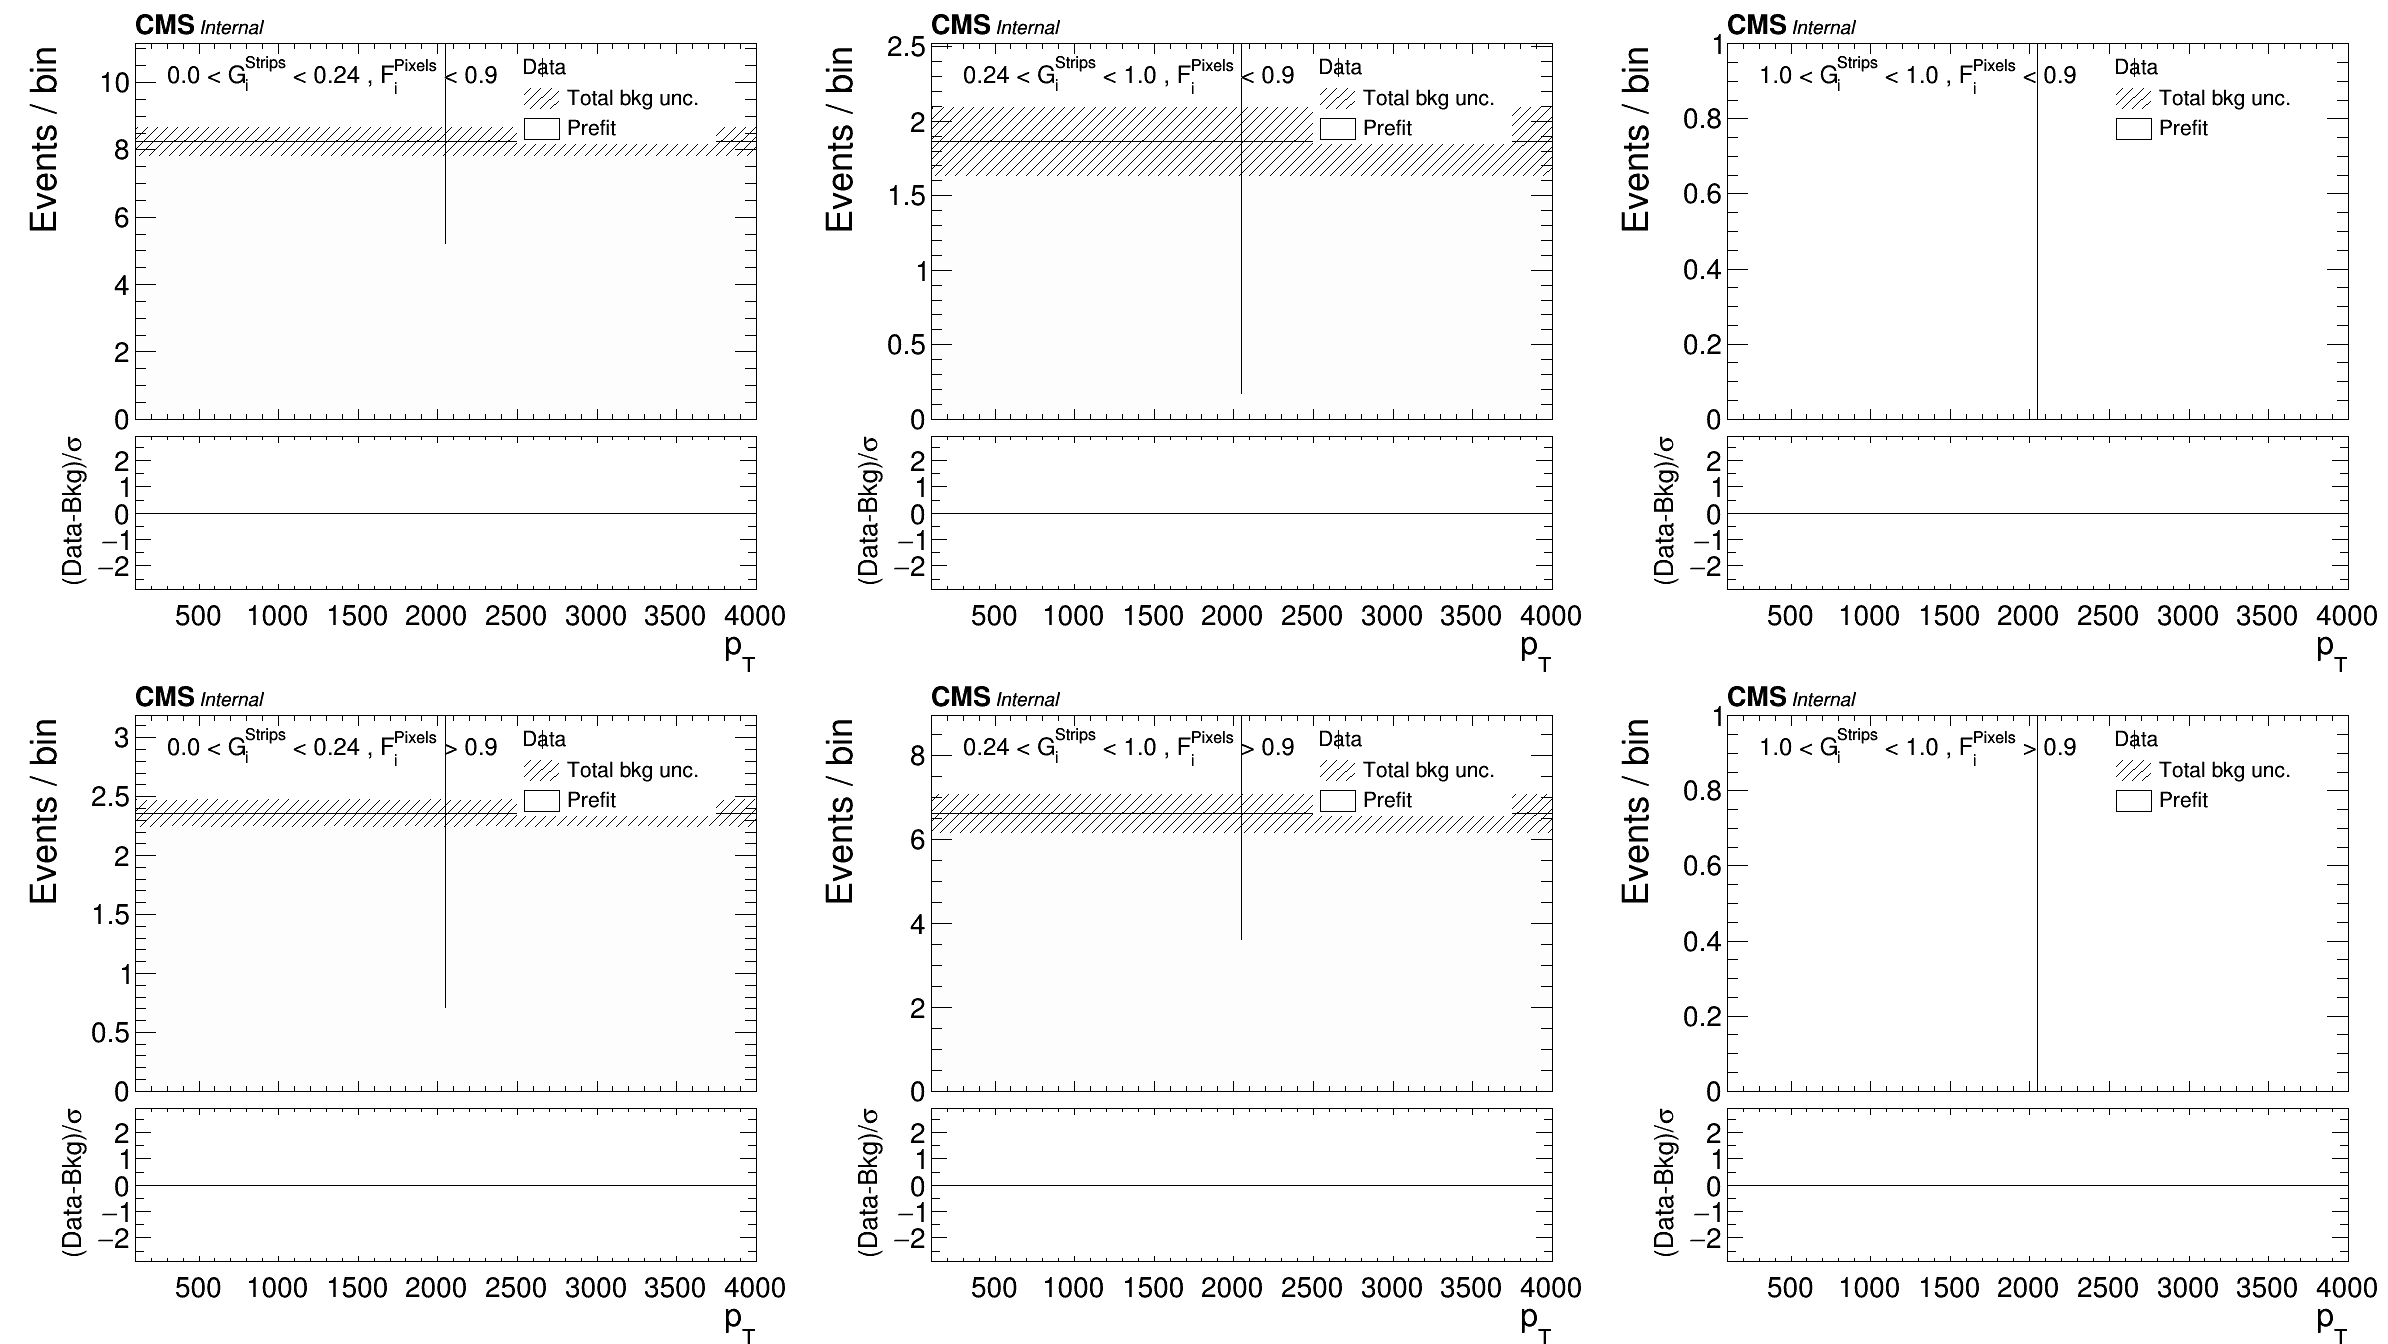 CMS Internal
Events / bin
0.0 < G_i^Strips < 0.24 , F_i^Pixels < 0.9
Data
Total bkg unc.
Prefit
10
8
6
4
2
0
(Data-Bkg)/σ
2
1
0
−1
−2
500 1000 1500 2000 2500 3000 3500 4000
p_T
CMS Internal
Events / bin
0.24 < G_i^Strips < 1.0 , F_i^Pixels < 0.9
Data
Total bkg unc.
Prefit
2.5
2
1.5
1
0.5
0
(Data-Bkg)/σ
2
1
0
−1
−2
500 1000 1500 2000 2500 3000 3500 4000
p_T
CMS Internal
Events / bin
1.0 < G_i^Strips < 1.0 , F_i^Pixels < 0.9
Data
Total bkg unc.
Prefit
1
0.8
0.6
0.4
0.2
0
(Data-Bkg)/σ
2
1
0
−1
−2
500 1000 1500 2000 2500 3000 3500 4000
p_T
CMS Internal
Events / bin
0.0 < G_i^Strips < 0.24 , F_i^Pixels > 0.9
Data
Total bkg unc.
Prefit
3
2.5
2
1.5
1
0.5
0
(Data-Bkg)/σ
2
1
0
−1
−2
500 1000 1500 2000 2500 3000 3500 4000
p_T
CMS Internal
Events / bin
0.24 < G_i^Strips < 1.0 , F_i^Pixels > 0.9
Data
Total bkg unc.
Prefit
8
6
4
2
0
(Data-Bkg)/σ
2
1
0
−1
−2
500 1000 1500 2000 2500 3000 3500 4000
p_T
CMS Internal
Events / bin
1.0 < G_i^Strips < 1.0 , F_i^Pixels > 0.9
Data
Total bkg unc.
Prefit
1
0.8
0.6
0.4
0.2
0
(Data-Bkg)/σ
2
1
0
−1
−2
500 1000 1500 2000 2500 3000 3500 4000
p_T